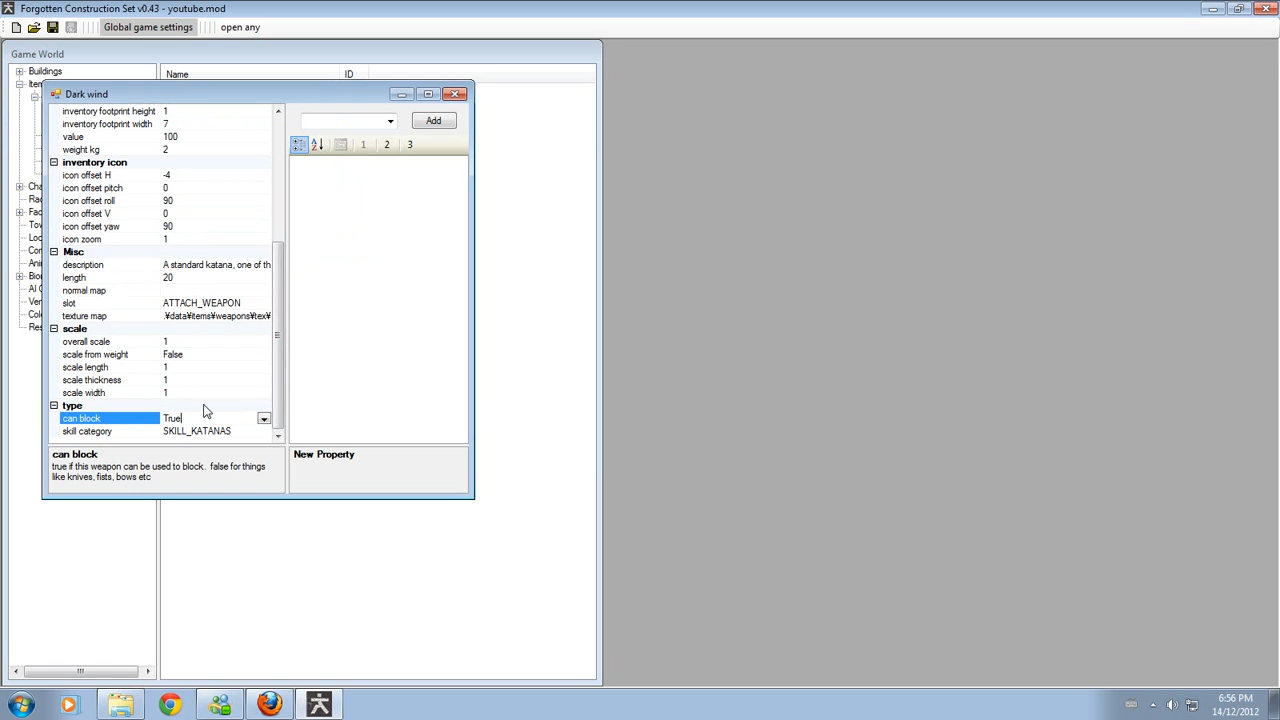 Forgotten Construction Set v0.43 - youtube.mod
Global game settings
open any
Game World
Buildings
Name
ID
Dark wind
inventory footprint height 1
inventory footprint width 7
value 100
weight kg 2
inventory icon
icon offset H -4
icon offset pitch 0
icon offset roll 90
icon offset V 0
icon offset yaw 90
icon zoom 1
Misc
description A standard katana, one of th
length 20
normal map
slot ATTACH_WEAPON
texture map .¥data¥items¥weapons¥tex¥
scale
overall scale 1
scale from weight False
scale length 1
scale thickness 1
scale width 1
type
can block True
skill category SKILL_KATANAS
can block
true if this weapon can be used to block. false for things
like knives, fists, bows etc
Add
1 2 3
New Property
6:56 PM
14/12/2012